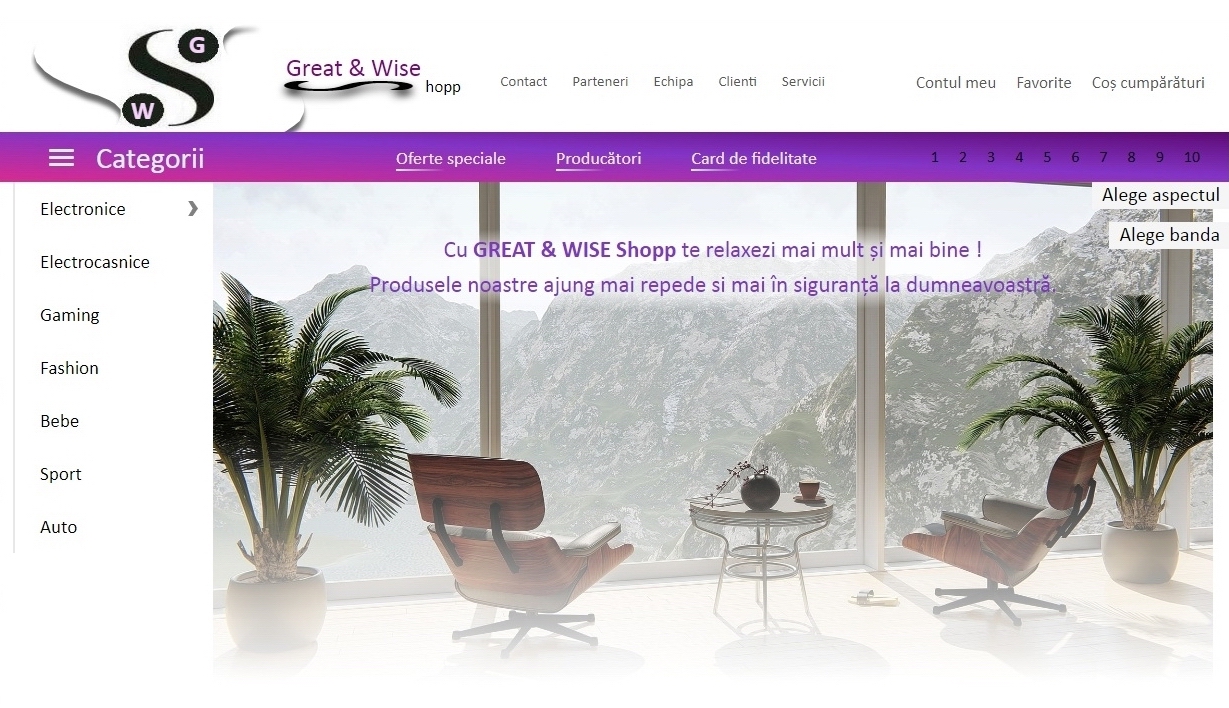 G
W
Great & Wise
hopp
Contact Parteneri Echipa Clienti Servicii
Contul meu Favorite Coș cumpărături
Categorii
Oferte speciale Producători Card de fidelitate
1 2 3 4 5 6 7 8 9 10
Electronice
Electrocasnice
Gaming
Fashion
Bebe
Sport
Auto
Alege aspectul
Alege banda
Cu GREAT & WISE Shopp te relaxezi mai mult și mai bine !
Produsele noastre ajung mai repede si mai în siguranță la dumneavoastră.